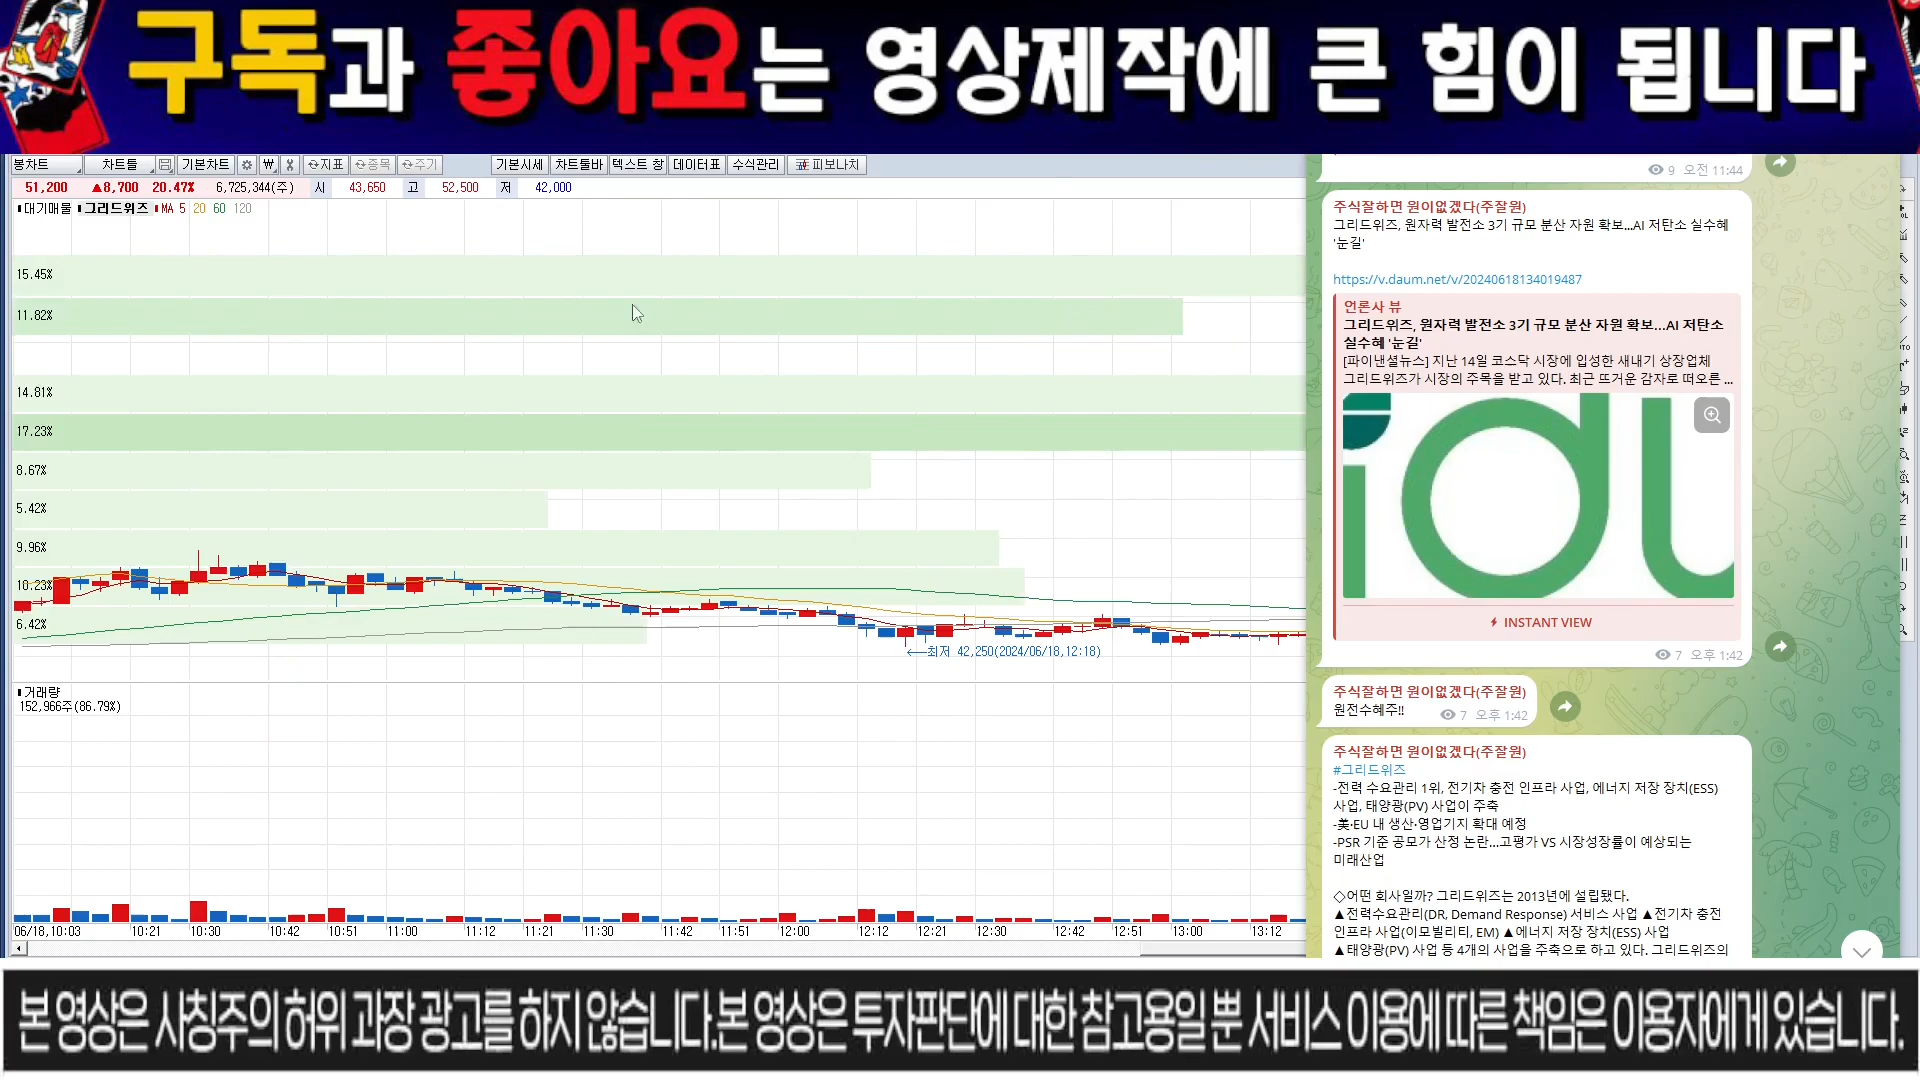 구독과 좋아요는 영상제작에 큰 힘이 됩니다
봉차트 차트틀 기본차트 ₩ 지표 종목 주기 기본시세 차트툴바 텍스트 창 데이터표 수식관리 피보나치
51,200 ▲8,700 20.47% 6,725,344(주) 시 43,650 고 52,500 저 42,000
대기매물 그리드위즈 MA 5 20 60 120
15.45%
11.82%
14.81%
17.23%
8.67%
5.42%
9.96%
10.23%
6.42%
최저 42,250(2024/06/18,12:18)
거래량
152,966주(86.79%)
06/18,10:03 10:21 10:30 10:42 10:51 11:00 11:12 11:21 11:30 11:42 11:52 12:00 12:12 12:21 12:30 12:42 12:51 13:00 13:12
9 오전 11:44
주식잘하면 원이없겠다(주잘원)
그리드위즈, 원자력 발전소 3기 규모 분산 자원 확보...AI 저탄소 실수혜
'눈길'
https://v.daum.net/v/20240618134019487
언론사 뷰
그리드위즈, 원자력 발전소 3기 규모 분산 자원 확보...AI 저탄소
실수혜 '눈길'
[파이낸셜뉴스] 지난 14일 코스닥 시장에 입성한 새내기 상장업체
그리드위즈가 시장의 주목을 받고 있다. 최근 뜨거운 감자로 떠오른 ...
idu
INSTANT VIEW
7 오후 1:42
주식잘하면 원이없겠다(주잘원)
원전수혜주!!
7 오후 1:42
주식잘하면 원이없겠다(주잘원)
#그리드위즈
-전력 수요관리 1위, 전기차 충전 인프라 사업, 에너지 저장 장치(ESS)
사업, 태양광(PV) 사업이 주축
-美·EU 내 생산·영업기지 확대 예정
-PSR 기준 공모가 산정 논란...고평가 VS 시장성장률이 예상되는
미래산업
◇어떤 회사일까? 그리드위즈는 2013년에 설립됐다.
▲전력수요관리(DR, Demand Response) 서비스 사업 ▲전기차 충전
인프라 사업(이모빌리티, EM) ▲에너지 저장 장치(ESS) 사업
▲태양광(PV) 사업 등 4개의 사업을 주축으로 하고 있다. 그리드위즈의
본 영상은 사칭주의 허위 과장 광고를 하지 않습니다.본 영상은 투자판단에 대한 참고용일 뿐 서비스 이용에 따른 책임은 이용자에게 있습니다.